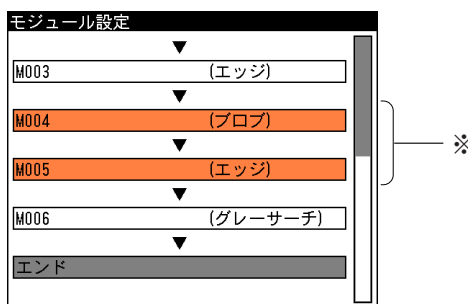 モジュール設定
▼
M003 (エッジ)
▼
M004 (ブロブ)
▼
M005 (エッジ)
▼
M006 (グレーサーチ)
▼
エンド
※